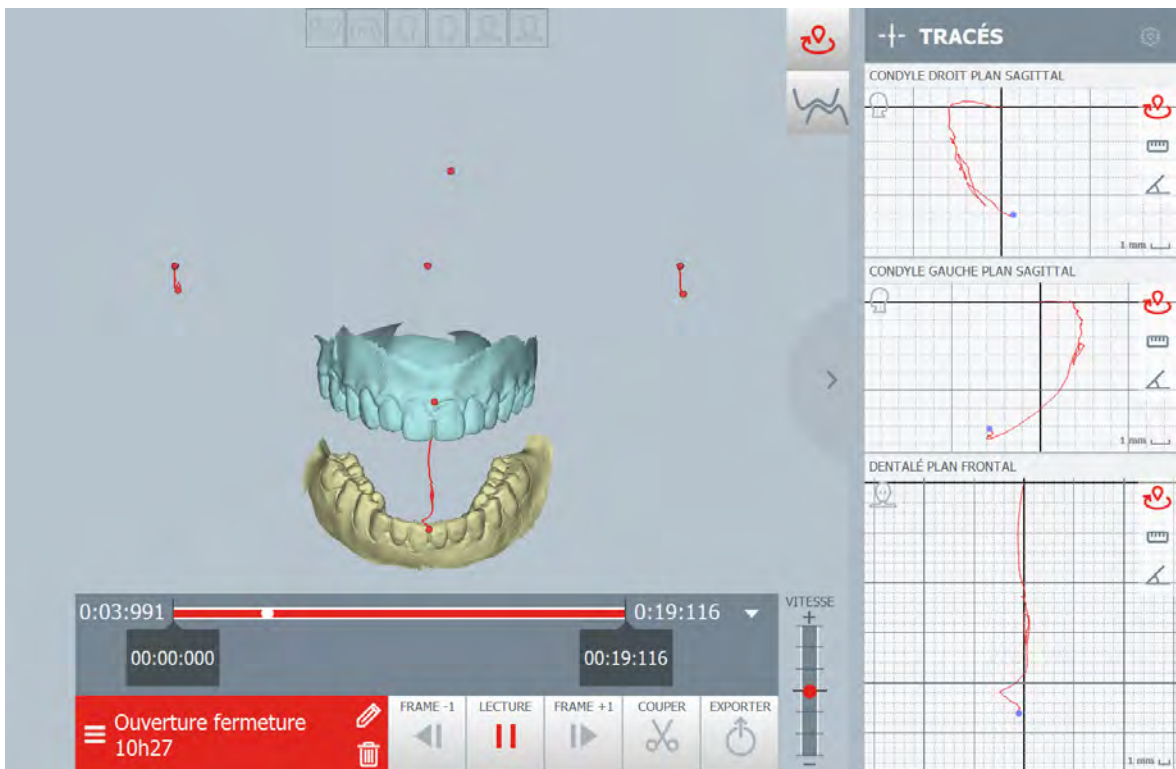 TRACÉS
CONDYLE DROIT PLAN SAGITTAL
1 mm
CONDYLE GAUCHE PLAN SAGITTAL
1 mm
DENTALÉ PLAN FRONTAL
1 mm
0:03:991
0:19:116
00:00:000
00:19:116
VITESSE
+
−
Ouverture fermeture
10h27
FRAME -1
LECTURE
FRAME +1
COUPER
EXPORTER